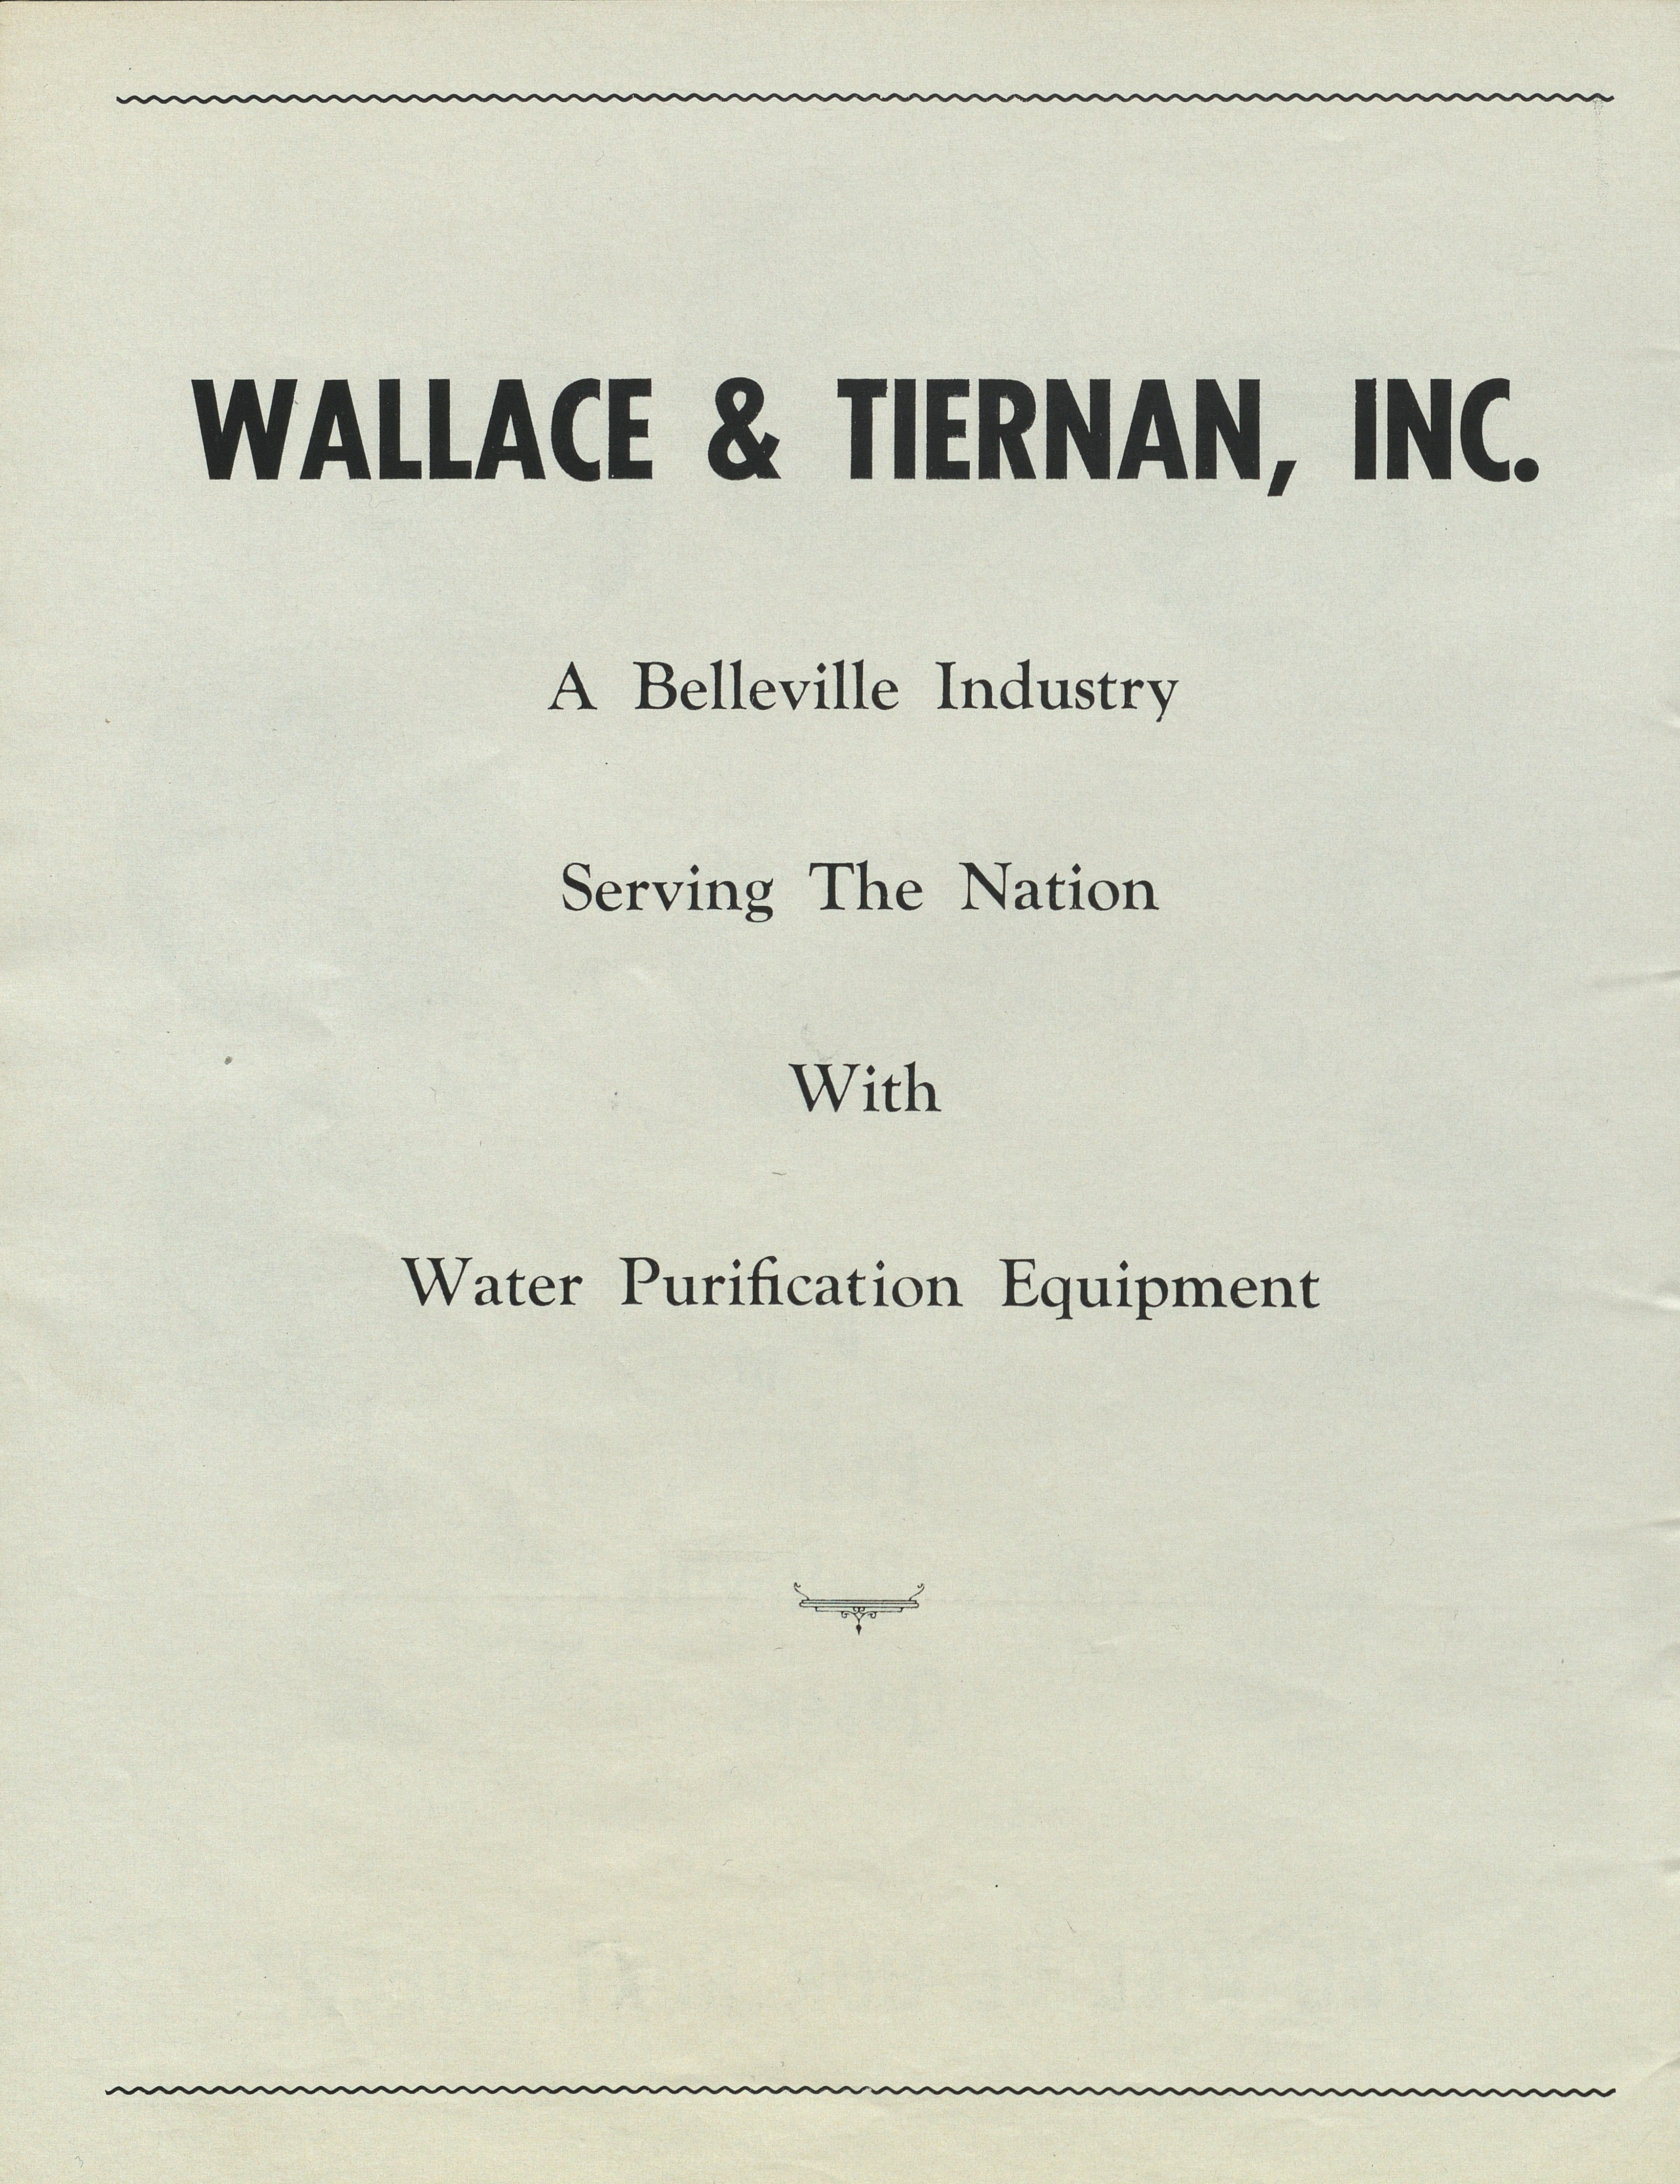 WALLACE & TIERNAN, INC.
A Belleville Industry
Serving The Nation
With
Water Purification Equipment